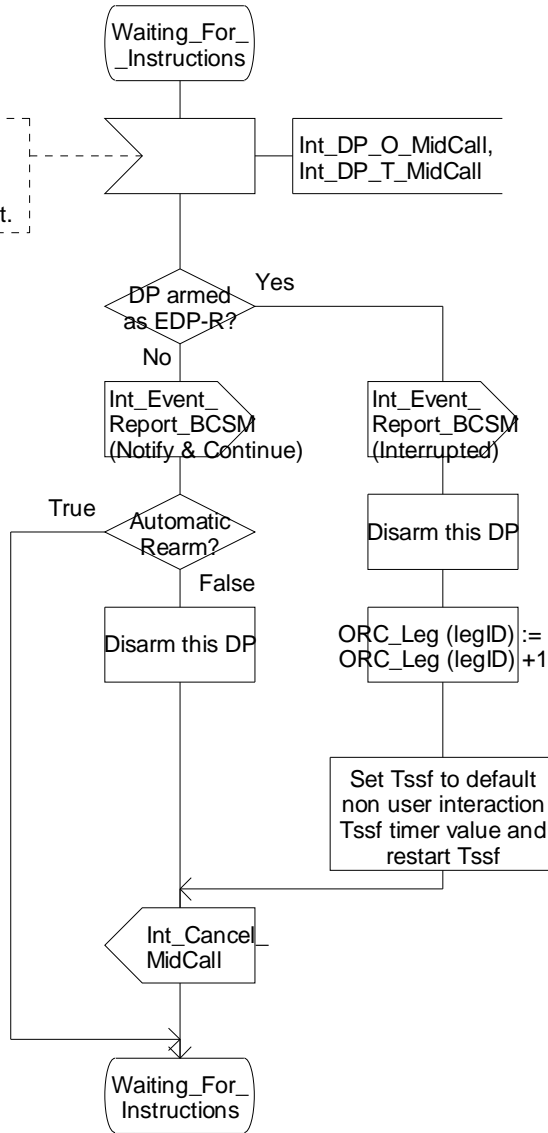 Waiting_For_
_Instructions
t.
Int_DP_O_MidCall,
Int_DP_T_MidCall
DP armed
as EDP-R?
Yes
No
Int_Event_
Report_BCSM
(Notify & Continue)
Int_Event_
Report_BCSM
(Interrupted)
True
Automatic
Rearm?
False
Disarm this DP
Disarm this DP
ORC_Leg (legID) :=
ORC_Leg (legID) +1
Set Tssf to default
non user interaction
Tssf timer value and
restart Tssf
Int_Cancel_
MidCall
Waiting_For_
Instructions